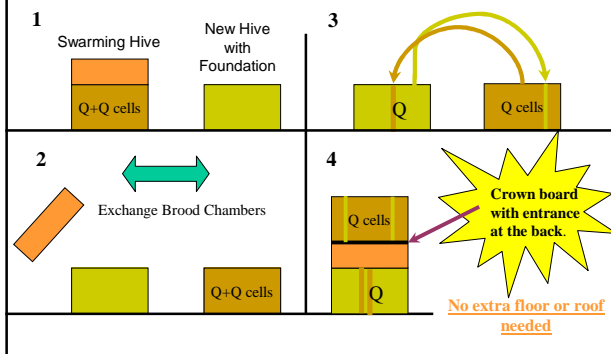 1
Swarming Hive
New Hive
with
Foundation
Q+Q cells
2
Exchange Brood Chambers
Q+Q cells
3
Q
Q cells
4
Q cells
Q
Crown board
with entrance
at the back.
No extra floor or roof
needed